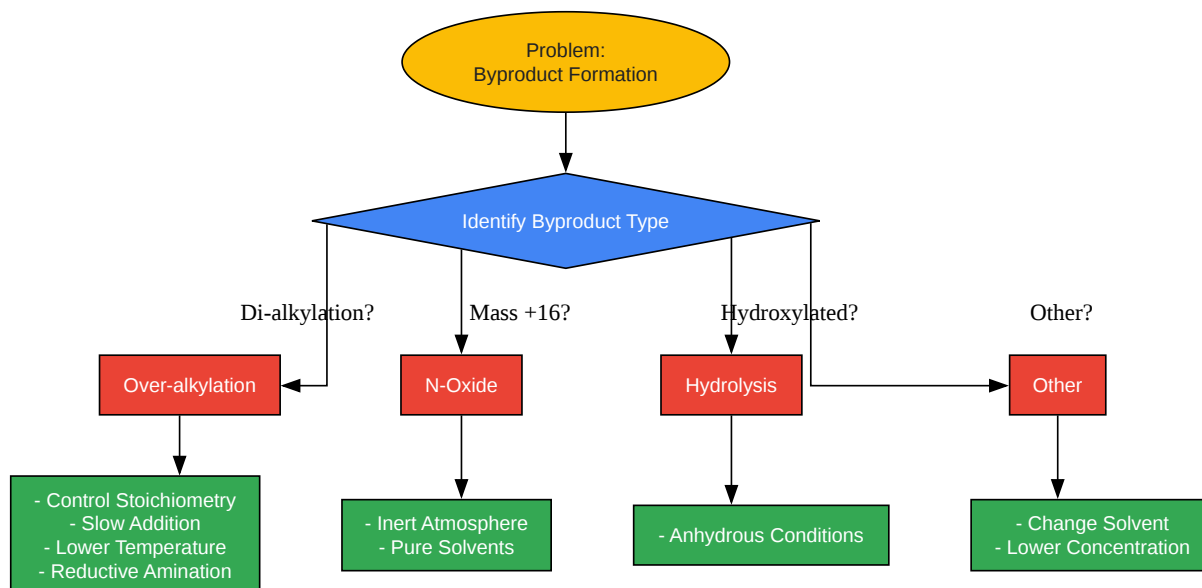 Problem:
Byproduct Formation
Identify Byproduct Type
Di-alkylation?
Mass +16?
Hydroxylated?
Other?
Over-alkylation
N-Oxide
Hydrolysis
Other
- Control Stoichiometry
- Slow Addition
- Lower Temperature
- Reductive Amination
- Inert Atmosphere
- Pure Solvents
- Anhydrous Conditions
- Change Solvent
- Lower Concentration